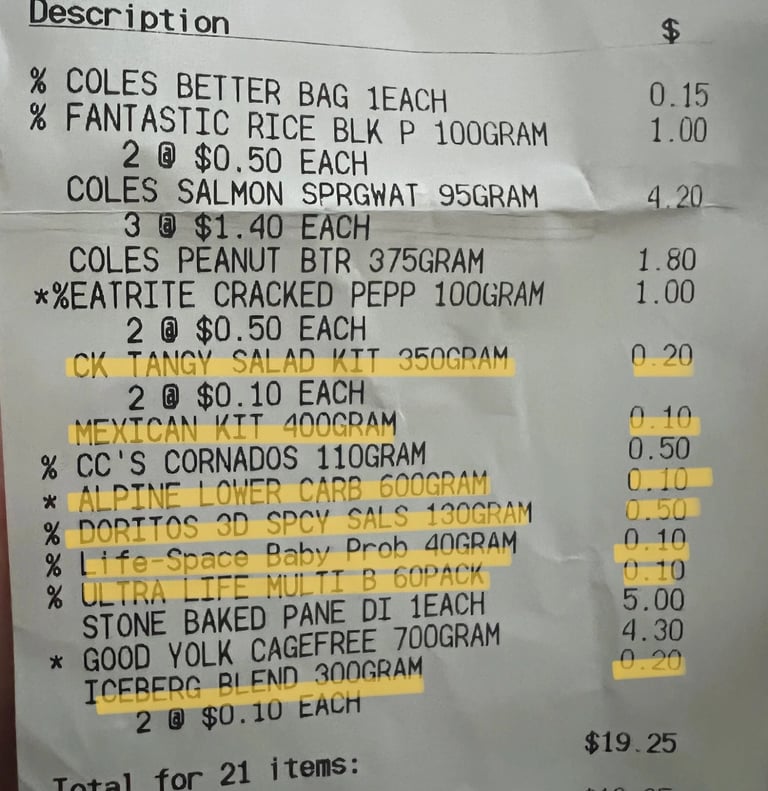 Description $
% COLES BETTER BAG 1EACH 0.15
% FANTASTIC RICE BLK P 100GRAM 1.00
2 @ $0.50 EACH
COLES SALMON SPRGWAT 95GRAM 4.20
3 @ $1.40 EACH
COLES PEANUT BTR 375GRAM 1.80
*%EATRITE CRACKED PEPP 100GRAM 1.00
2 @ $0.50 EACH
CK TANGY SALAD KIT 350GRAM 0.20
2 @ $0.10 EACH
MEXICAN KIT 400GRAM 0.10
% CC'S CORNADOS 110GRAM 0.50
* ALPINE LOWER CARB 600GRAM 0.10
% DORITOS 3D SPCY SALS 130GRAM 0.50
% Life-Space Baby Prob 40GRAM 0.10
% ULTRA LIFE MULTI B 60PACK 0.10
STONE BAKED PANE DI 1EACH 5.00
* GOOD YOLK CAGEFREE 700GRAM 4.30
ICEBERG BLEND 300GRAM 0.20
2 @ $0.10 EACH
Total for 21 items: $19.25